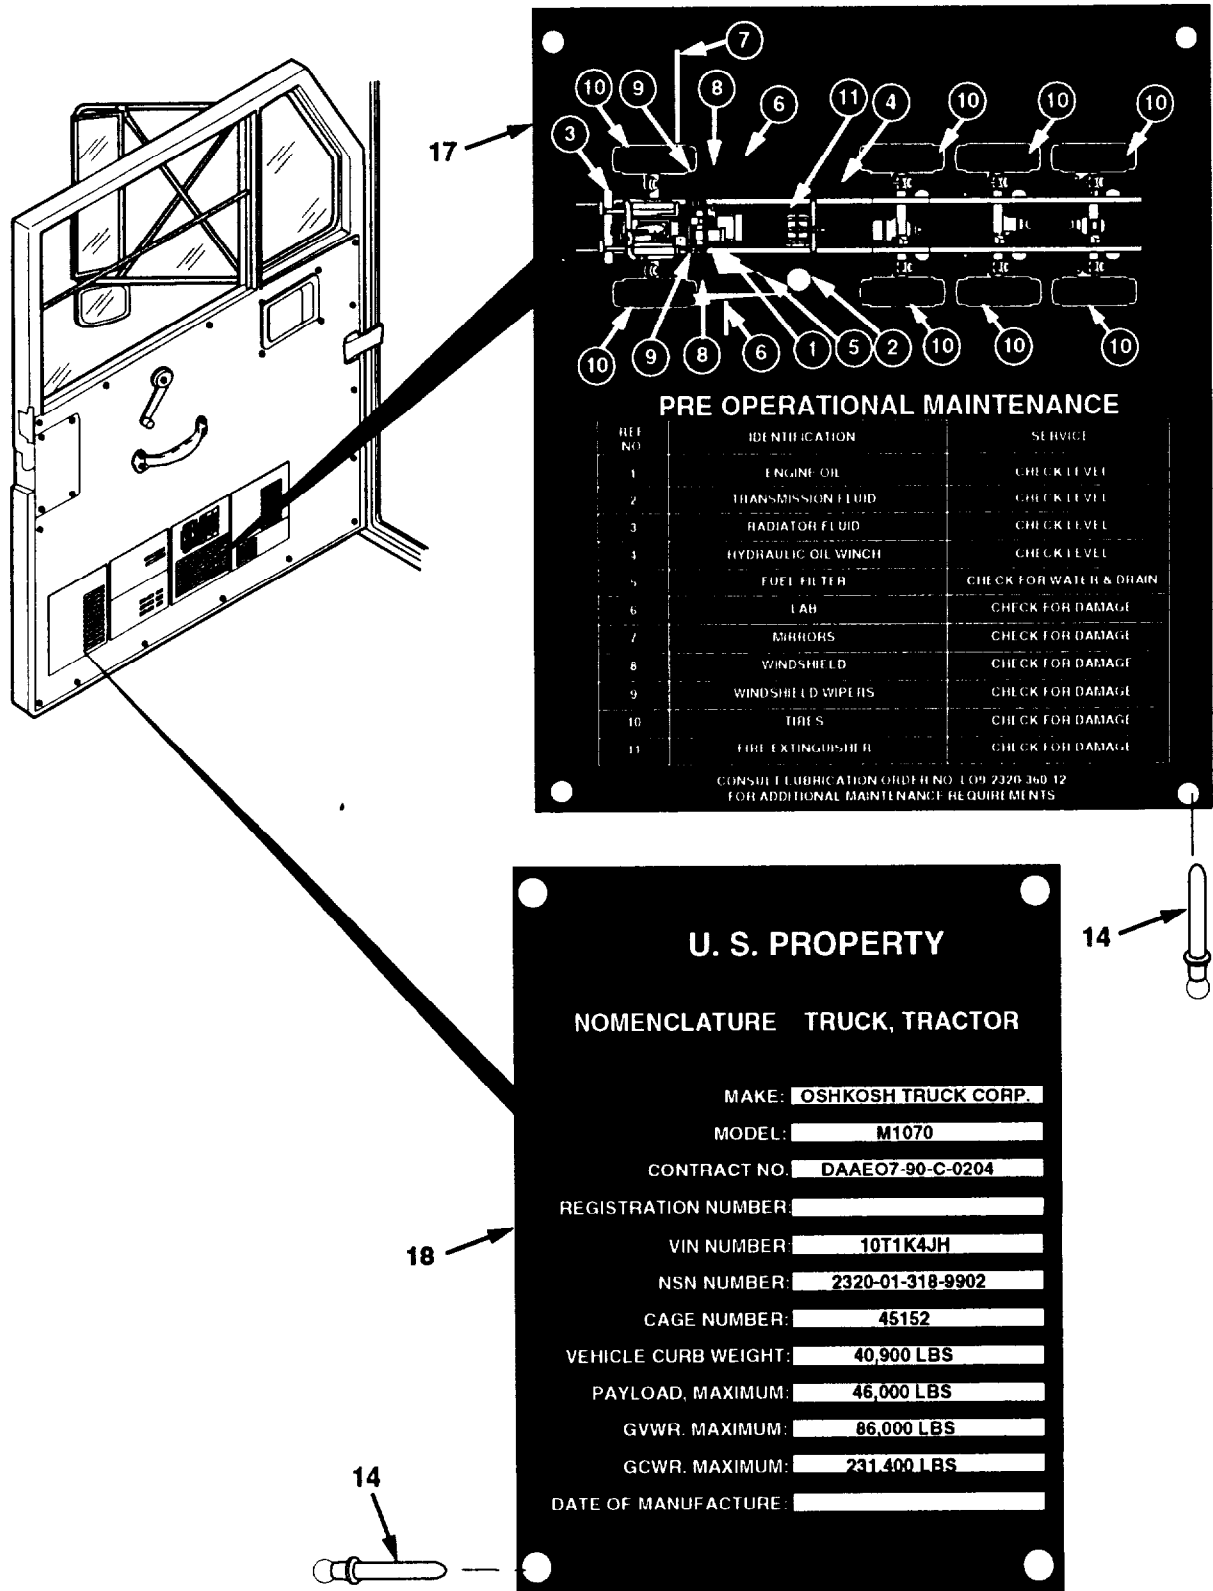 7
10 9 8 6 11 4 10 10 10
17
3
10 9 8 6 1 5 2 10 10 10
PRE OPERATIONAL MAINTENANCE
REF NO IDENTIFICATION SERVICE
1 ENGINE OIL CHECK LEVEL
2 TRANSMISSION FLUID CHECK LEVEL
3 RADIATOR FLUID CHECK LEVEL
4 HYDRAULIC OIL WINCH CHECK LEVEL
5 FUEL FILTER CHECK FOR WATER & DRAIN
6 CHECK FOR DAMAGE
7 MIRRORS CHECK FOR DAMAGE
8 WINDSHIELD CHECK FOR DAMAGE
9 WINDSHIELD WIPERS CHECK FOR DAMAGE
10 TIRES CHECK FOR DAMAGE
11 FIRE EXTINGUISHER CHECK FOR DAMAGE
CONSULT LUBRICATION ORDER NO. LO9-2320-360-12
FOR ADDITIONAL MAINTENANCE REQUIREMENTS
14
U. S. PROPERTY
NOMENCLATURE TRUCK, TRACTOR
MAKE: OSHKOSH TRUCK CORP.
MODEL: M1070
CONTRACT NO. DAAEO7-90-C-0204
REGISTRATION NUMBER:
18
VIN NUMBER: 10T1K4JH
NSN NUMBER: 2320-01-318-9902
CAGE NUMBER: 45152
VEHICLE CURB WEIGHT: 40,900 LBS
PAYLOAD, MAXIMUM: 46,000 LBS
GVWR. MAXIMUM: 86,000 LBS
GCWR. MAXIMUM: 231,400 LBS
DATE OF MANUFACTURE:
14